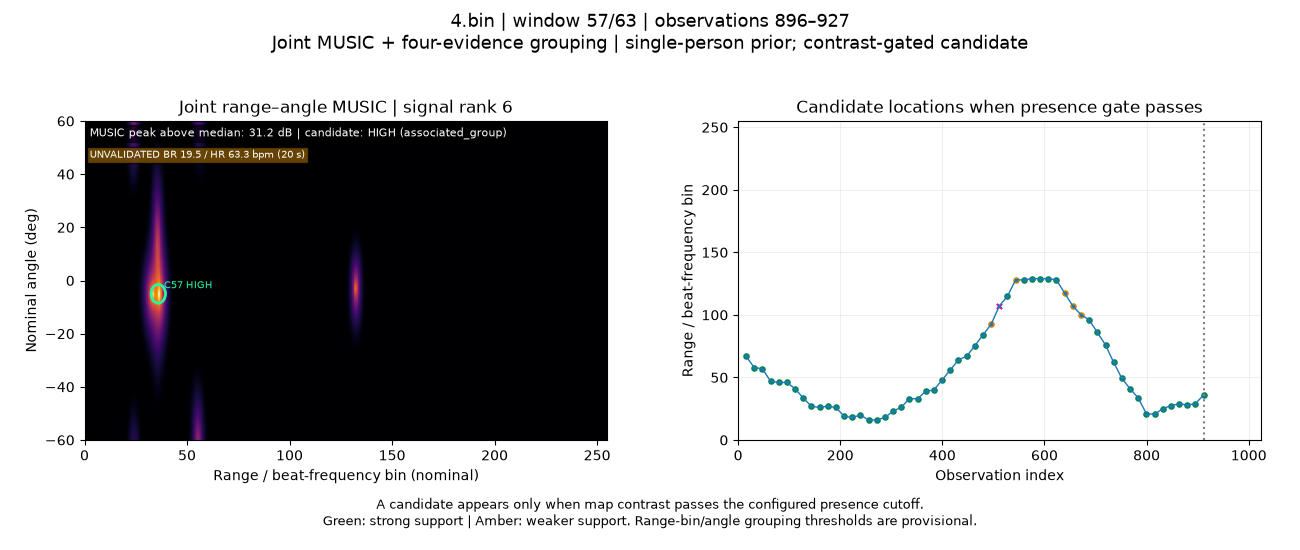 4.bin | window 57/63 | observations 896–927
Joint MUSIC + four-evidence grouping | single-person prior; contrast-gated candidate
Joint range–angle MUSIC | signal rank 6
MUSIC peak above median: 31.2 dB | candidate: HIGH (associated_group)
UNVALIDATED BR 19.5 / HR 63.3 bpm (20 s)
C57 HIGH
60
40
20
0
−20
−40
−60
Nominal angle (deg)
0
50
100
150
200
250
Range / beat-frequency bin (nominal)
Candidate locations when presence gate passes
250
200
150
100
50
0
Range / beat-frequency bin
0
200
400
600
800
1000
Observation index
A candidate appears only when map contrast passes the configured presence cutoff.
Green: strong support | Amber: weaker support. Range-bin/angle grouping thresholds are provisional.